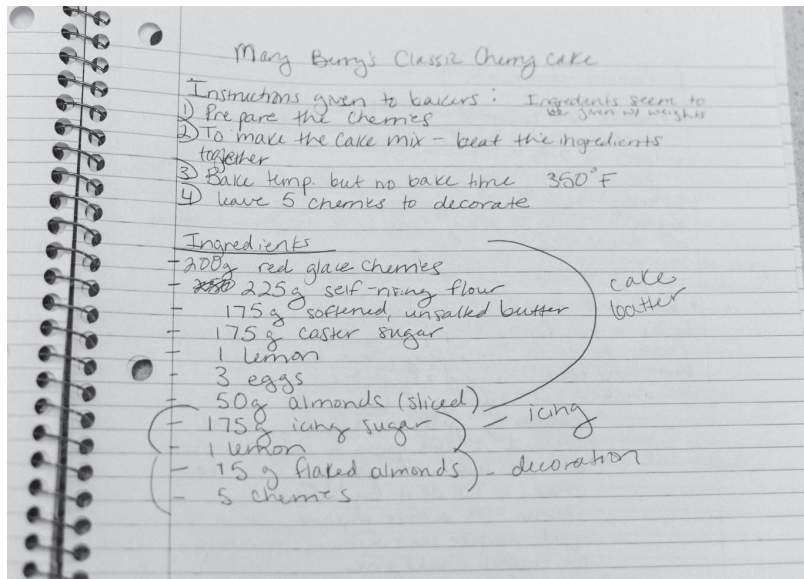 Mary Berry's Classic Cherry Cake
Instructions given to bakers: Ingredients seem to be given w/ weights
1) Prepare the cherries
2) To make the cake mix - beat the ingredients
together
3) Bake temp. but no bake time 350°F
4) leave 5 cherries to decorate
Ingredients
- 200g red glace cherries
- 225g self-rising flour
- 175g softened, unsalted butter
- 175g caster sugar
- 1 lemon
- 3 eggs
- 50g almonds (sliced)
cake
batter
- 175g icing sugar = icing
- 1 lemon
- 15 g flaked almonds - decoration
- 5 cherries